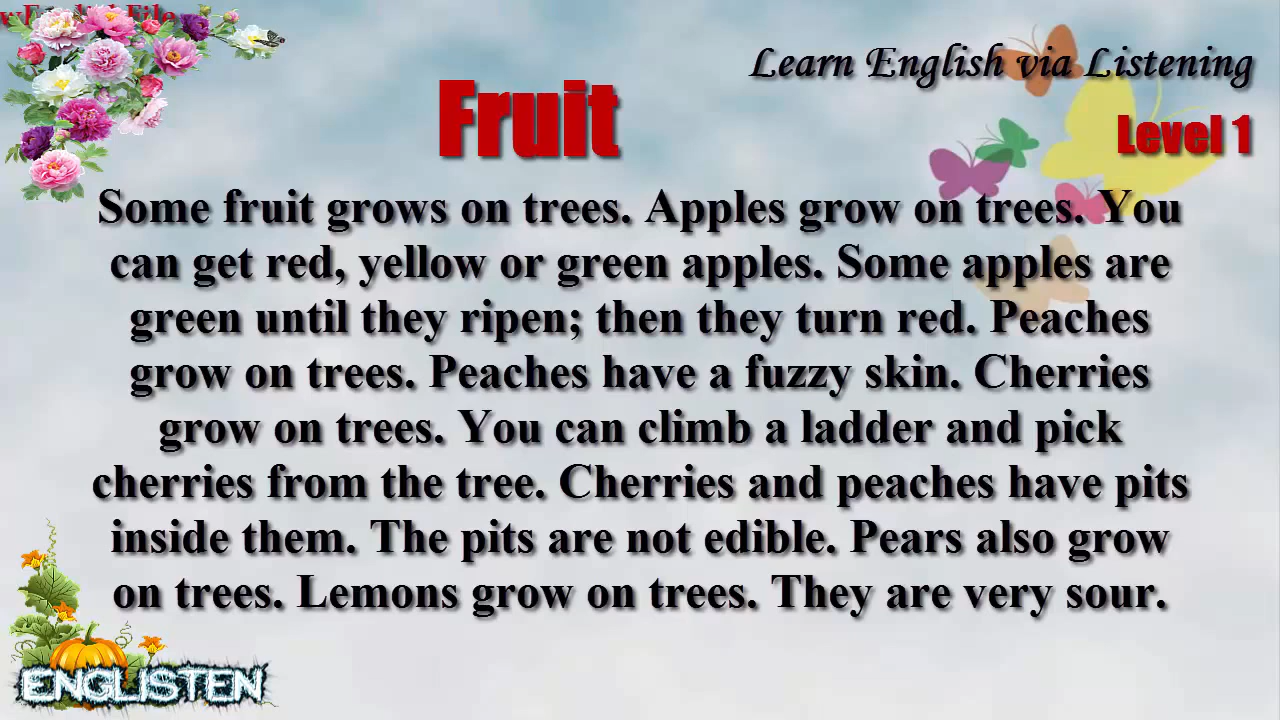 Learn English via Listening
Fruit
Level 1
Some fruit grows on trees. Apples grow on trees. You
can get red, yellow or green apples. Some apples are
green until they ripen; then they turn red. Peaches
grow on trees. Peaches have a fuzzy skin. Cherries
grow on trees. You can climb a ladder and pick
cherries from the tree. Cherries and peaches have pits
inside them. The pits are not edible. Pears also grow
on trees. Lemons grow on trees. They are very sour.
ENGLISTEN